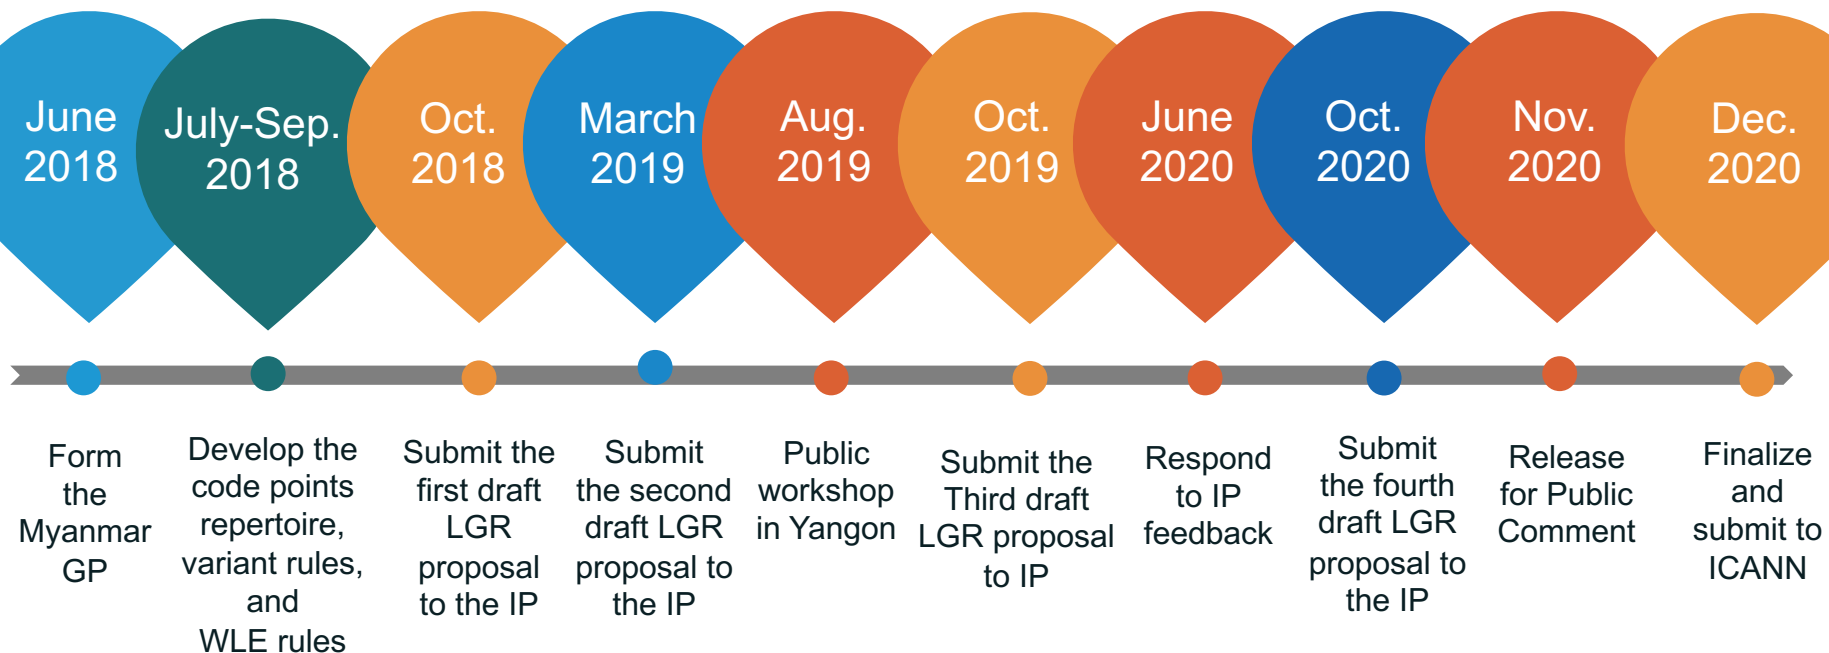 June
2018
July-Sep.
2018
Oct.
2018
March
2019
Aug.
2019
Oct.
2019
June
2020
Oct.
2020
Nov.
2020
Dec.
2020
Form
the
Myanmar
GP
Develop the
code points
repertoire,
variant rules,
and
WLE rules
Submit the
first draft
LGR
proposal
to the IP
Submit
the second
draft LGR
proposal to
the IP
Public
workshop
in Yangon
Submit the
Third draft
LGR proposal
to IP
Respond
to IP
feedback
Submit
the fourth
draft LGR
proposal to
the IP
Release
for Public
Comment
Finalize
and
submit to
ICANN